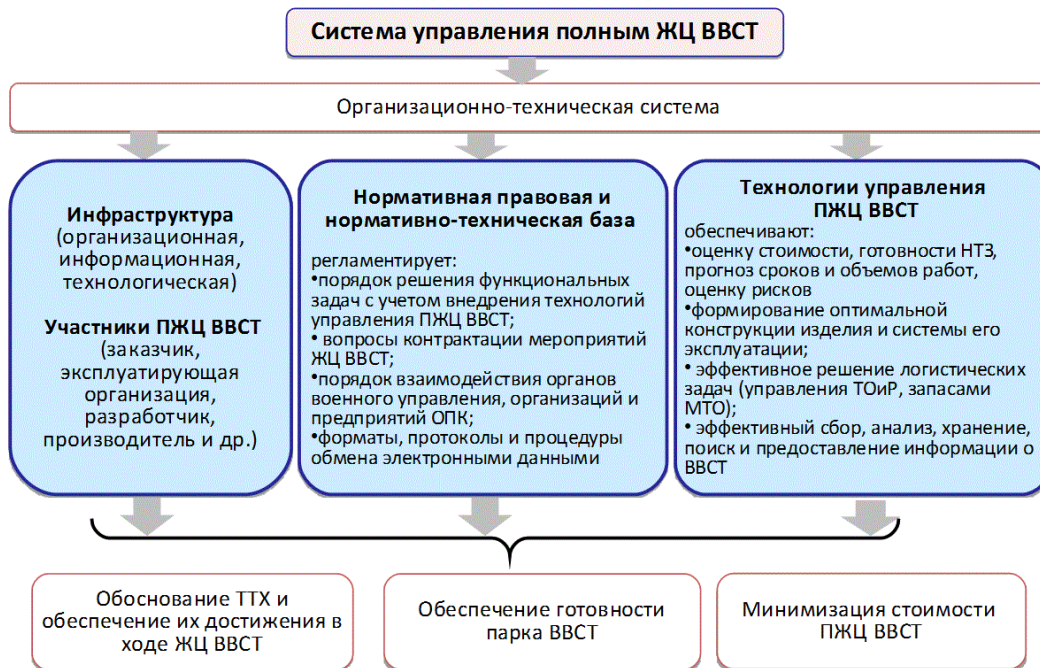 Система управления полным ЖЦ ВВСТ
Организационно-техническая система
Инфраструктура
(организационная,
информационная,
технологическая)
Участники ПЖЦ ВВСТ
(заказчик,
эксплуатирующая
организация,
разработчик,
производитель и др.)
Нормативная правовая и
нормативно-техническая база
регламентирует:
•порядок решения функциональных
задач с учетом внедрения технологий
управления ПЖЦ ВВСТ;
• вопросы контрактации мероприятий
ЖЦ ВВСТ;
•порядок взаимодействия органов
военного управления, организаций и
предприятий ОПК;
•форматы, протоколы и процедуры
обмена электронными данными
Технологии управления
ПЖЦ ВВСТ
обеспечивают:
•оценку стоимости, готовности НТЗ,
прогноз сроков и объемов работ,
оценку рисков
•формирование оптимальной
конструкции изделия и системы его
эксплуатации;
• эффективное решение логистических
задач (управления ТОиР, запасами
МТО);
• эффективный сбор, анализ, хранение,
поиск и предоставление информации о
ВВСТ
Обоснование ТТХ и
обеспечение их достижения в
ходе ЖЦ ВВСТ
Обеспечение готовности
парка ВВСТ
Минимизация стоимости
ПЖЦ ВВСТ